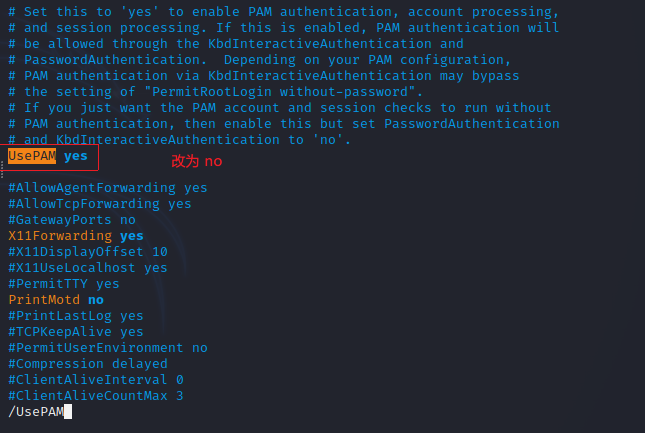 # Set this to 'yes' to enable PAM authentication, account processing,
# and session processing. If this is enabled, PAM authentication will
# be allowed through the KbdInteractiveAuthentication and
# PasswordAuthentication.  Depending on your PAM configuration,
# PAM authentication via KbdInteractiveAuthentication may bypass
# the setting of "PermitRootLogin without-password".
# If you just want the PAM account and session checks to run without
# PAM authentication, then enable this but set PasswordAuthentication
# and KbdInteractiveAuthentication to 'no'.
UsePAM yes 改为 no
#AllowAgentForwarding yes
#AllowTcpForwarding yes
#GatewayPorts no
X11Forwarding yes
#X11DisplayOffset 10
#X11UseLocalhost yes
#PermitTTY yes
PrintMotd no
#PrintLastLog yes
#TCPKeepAlive yes
#PermitUserEnvironment no
#Compression delayed
#ClientAliveInterval 0
#ClientAliveCountMax 3
/UsePAM